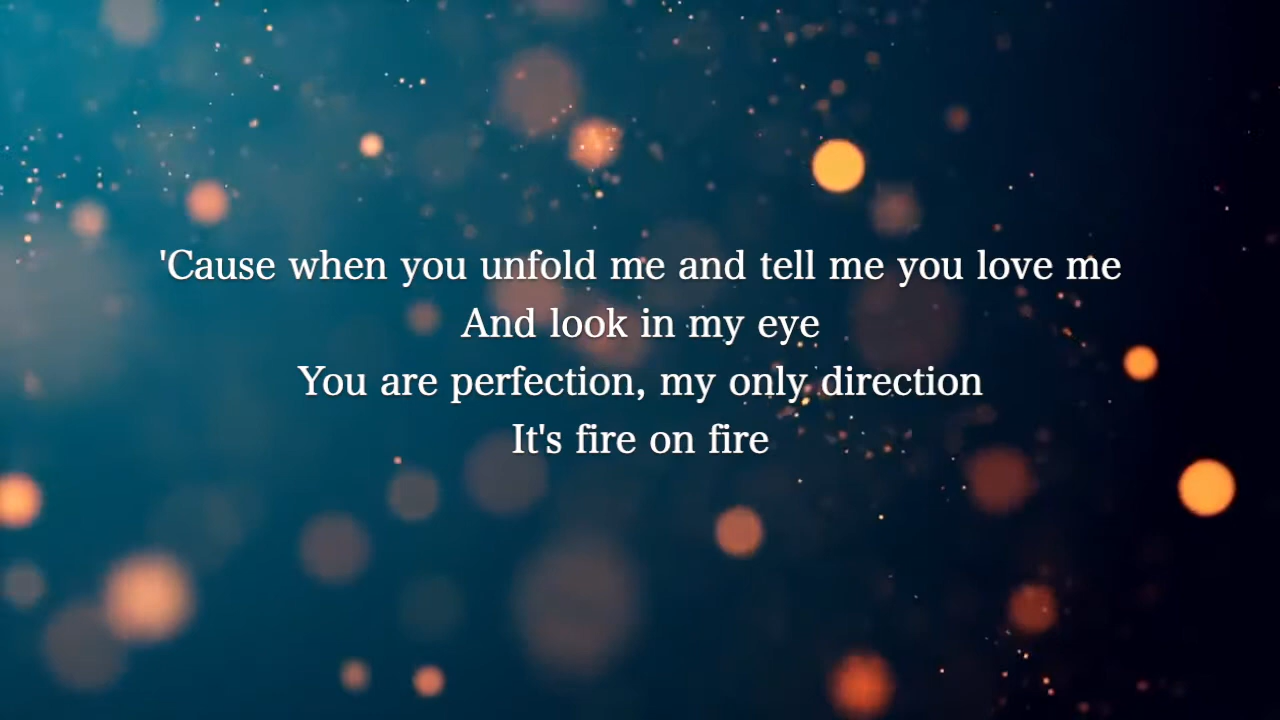 'Cause when you unfold me and tell me you love me
And look in my eye
You are perfection, my only direction
It's fire on fire